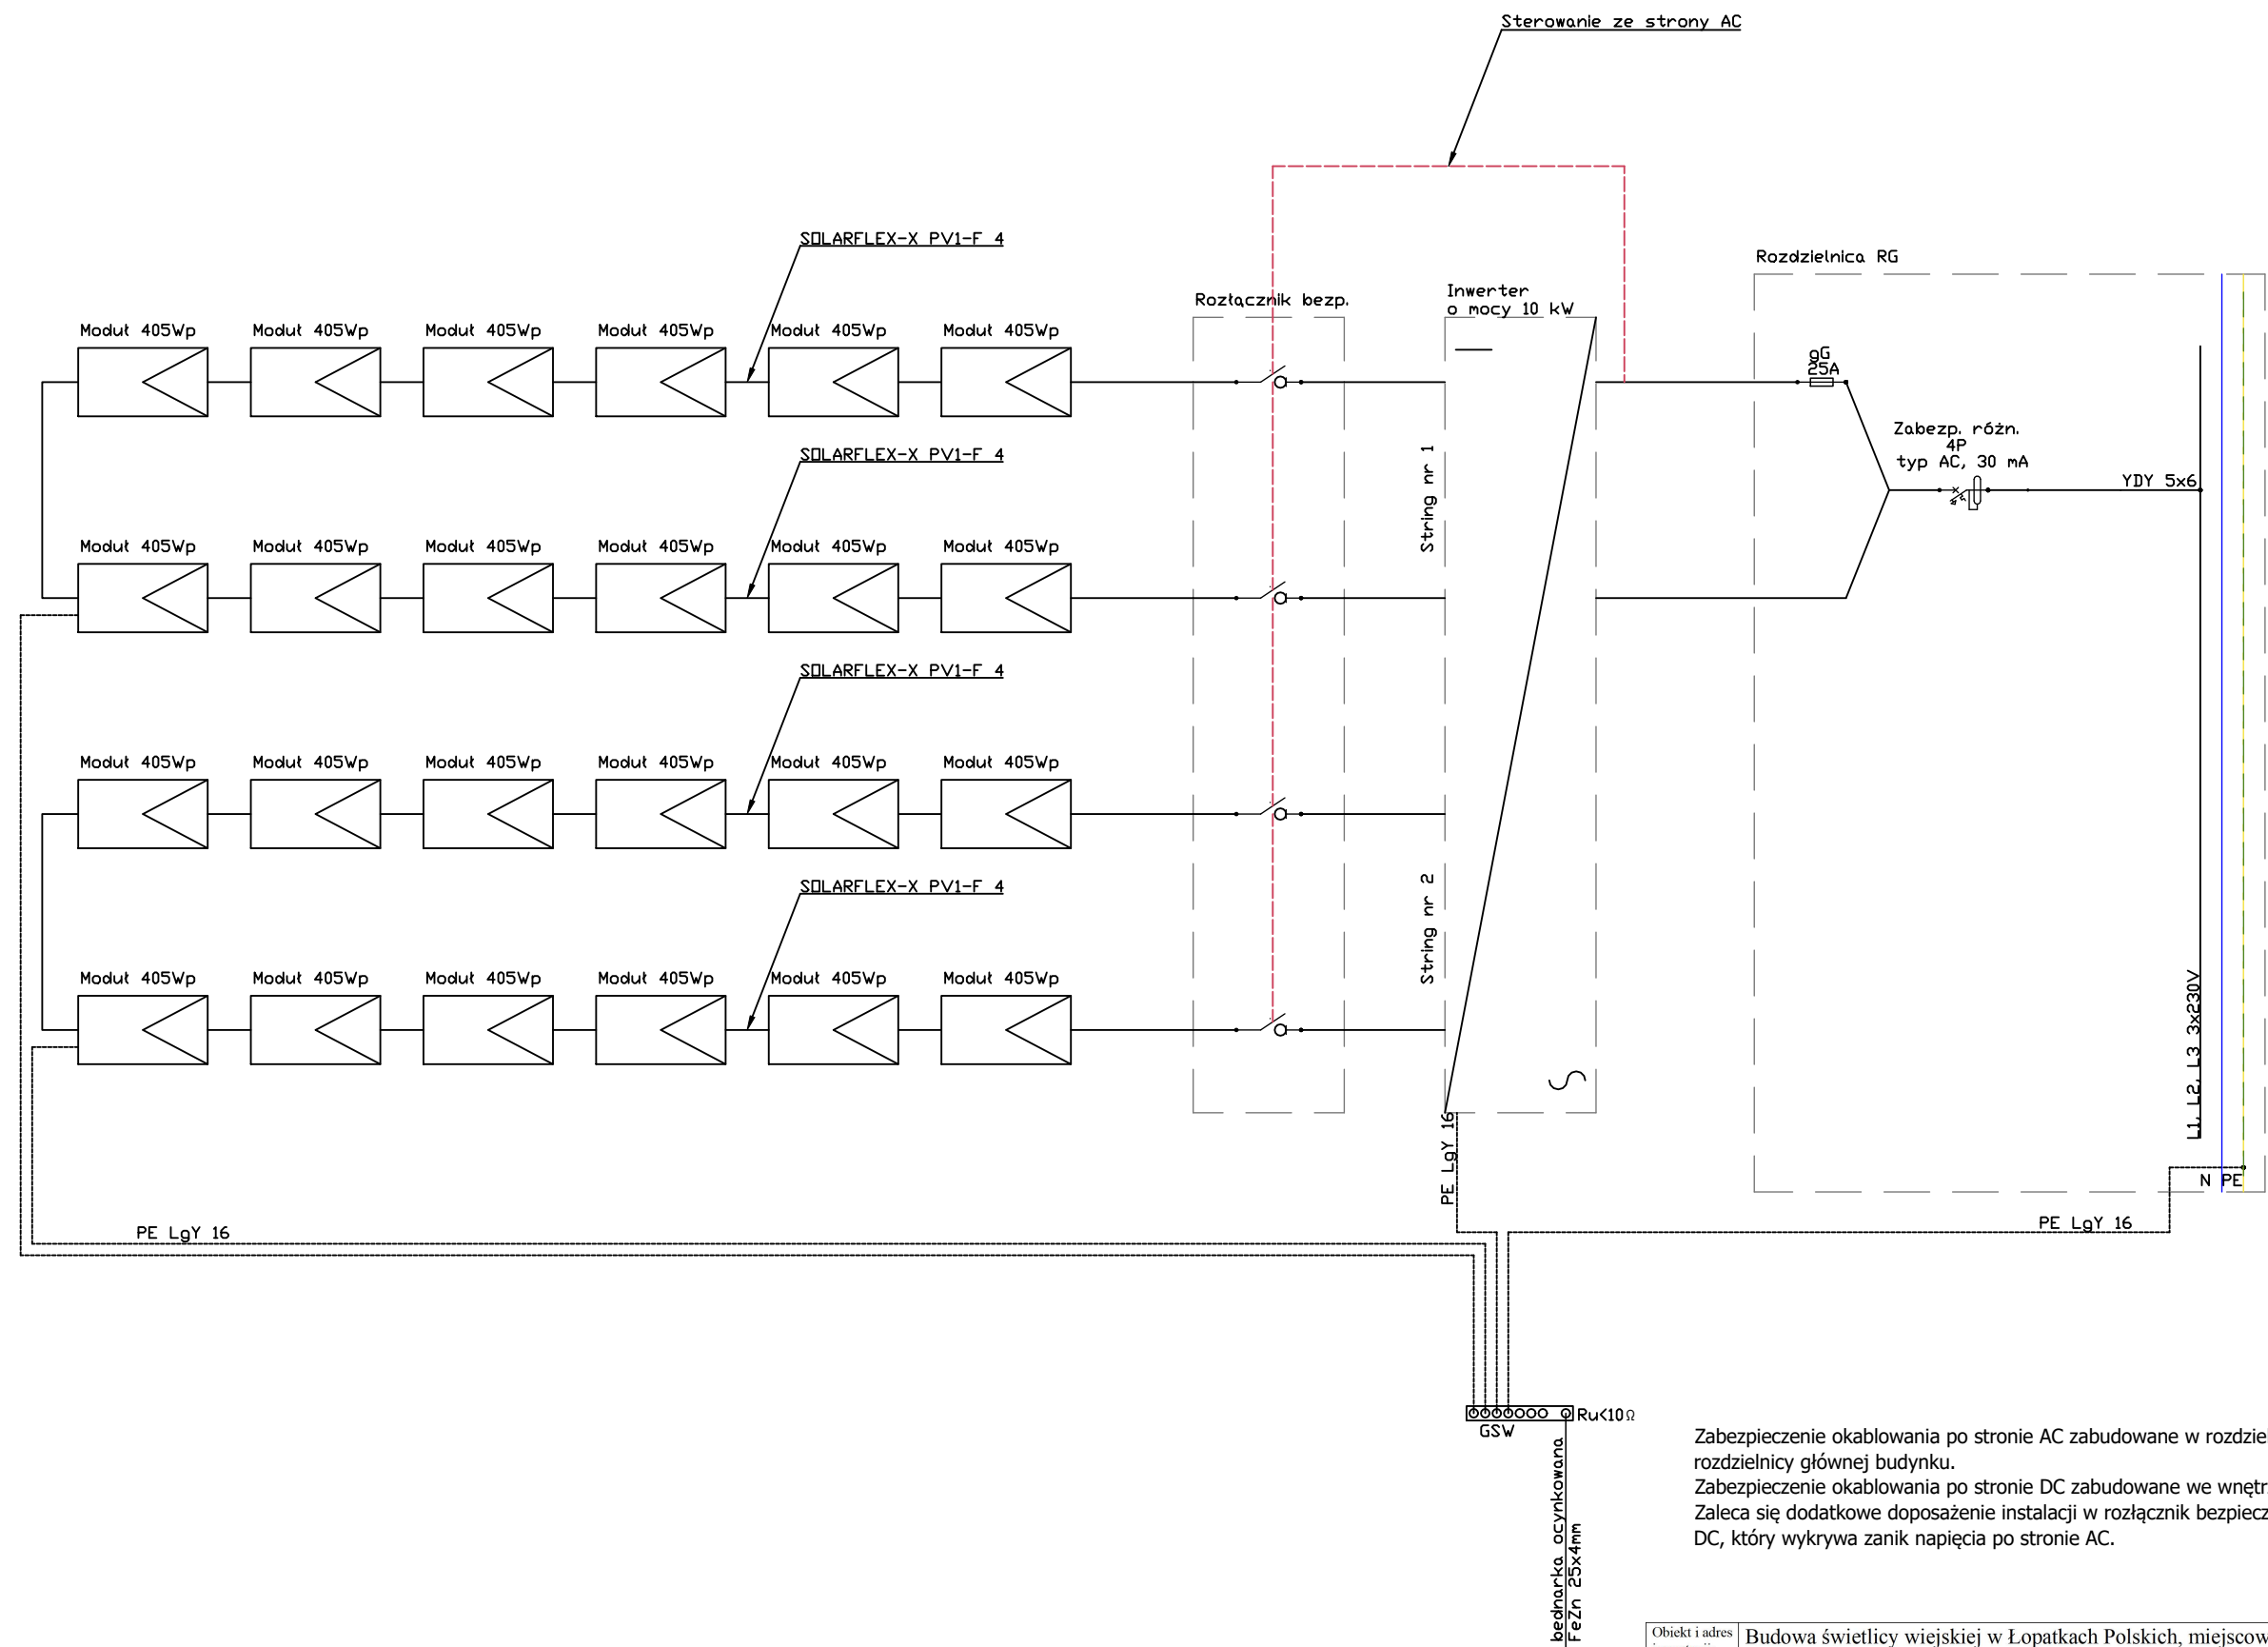 Sterowanie ze strony AC
SOLARFLEX-X PV1-F 4
Rozdzielnica RG
Rozłącznik bezp.
Inwerter
o mocy 10 kW
Moduł 405Wp Moduł 405Wp Moduł 405Wp Moduł 405Wp Moduł 405Wp Moduł 405Wp
gG
25A
Zabezp. różn.
4P
typ AC, 30 mA
YDY 5x6
String nr 1
SOLARFLEX-X PV1-F 4
Moduł 405Wp Moduł 405Wp Moduł 405Wp Moduł 405Wp Moduł 405Wp Moduł 405Wp
SOLARFLEX-X PV1-F 4
Moduł 405Wp Moduł 405Wp Moduł 405Wp Moduł 405Wp Moduł 405Wp Moduł 405Wp
SOLARFLEX-X PV1-F 4
String nr 2
Moduł 405Wp Moduł 405Wp Moduł 405Wp Moduł 405Wp Moduł 405Wp Moduł 405Wp
L1, L2, L3 3x230V
N PE
PE LgY 16
PE LgY 16
PE LgY 16
Ru<10Ω
GSW
bednarka ocynkowana
FeZn 25x4mm
Zabezpieczenie okablowania po stronie AC zabudowane w
rozdzielnicy głównej budynku.
Zabezpieczenie okablowania po stronie DC zabudowane we
Zaleca się dodatkowe doposażenie instalacji w rozłącznik
DC, który wykrywa zanik napięcia po stronie AC.
Obiekt i adres
Budowa świetlicy wiejskiej w Łopatkach Polskich,